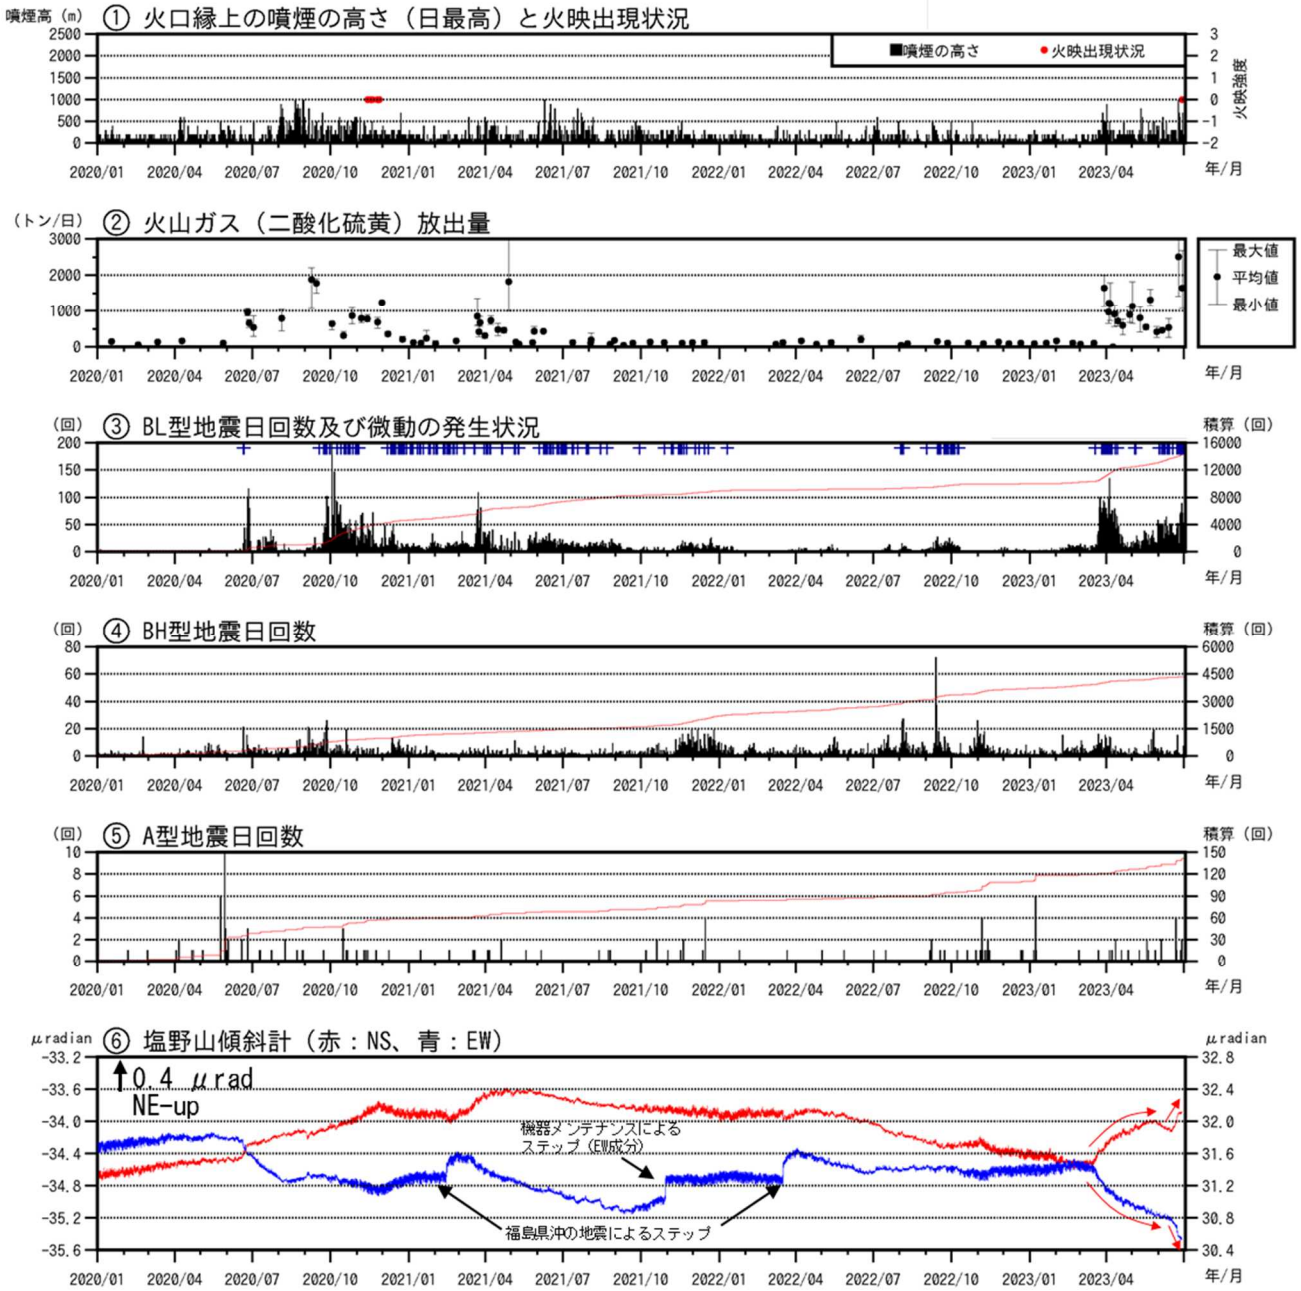 噴煙高 (m) ① 火口縁上の噴煙の高さ（日最高）と火映出現状況
2500 3
2000 2
1500 1
1000 0
500 -1
0 -2
■噴煙の高さ ●火映出現状況
火映強度
2020/01 2020/04 2020/07 2020/10 2021/01 2021/04 2021/07 2021/10 2022/01 2022/04 2022/07 2022/10 2023/01 2023/04 年/月
(トン/日) ② 火山ガス（二酸化硫黄）放出量
3000
2000
1000
0
最大値
平均値
最小値
2020/01 2020/04 2020/07 2020/10 2021/01 2021/04 2021/07 2021/10 2022/01 2022/04 2022/07 2022/10 2023/01 2023/04 年/月
(回) ③ BL型地震日回数及び微動の発生状況 積算 (回)
200 16000
150 12000
100 8000
50 4000
0 0
2020/01 2020/04 2020/07 2020/10 2021/01 2021/04 2021/07 2021/10 2022/01 2022/04 2022/07 2022/10 2023/01 2023/04 年/月
(回) ④ BH型地震日回数 積算 (回)
80 6000
60 4500
40 3000
20 1500
0 0
2020/01 2020/04 2020/07 2020/10 2021/01 2021/04 2021/07 2021/10 2022/01 2022/04 2022/07 2022/10 2023/01 2023/04 年/月
(回) ⑤ A型地震日回数 積算 (回)
10 150
8 120
6 90
4 60
2 30
0 0
2020/01 2020/04 2020/07 2020/10 2021/01 2021/04 2021/07 2021/10 2022/01 2022/04 2022/07 2022/10 2023/01 2023/04 年/月
μradian ⑥ 塩野山傾斜計（赤：NS、青：EW） μradian
-33.2 32.8
-33.6 32.4
-34.0 32.0
-34.4 31.6
-34.8 31.2
-35.2 30.8
-35.6 30.4
0.4 μrad
NE-up
機器メンテナンスによる
ステップ（EW成分）
福島県沖の地震によるステップ
2020/01 2020/04 2020/07 2020/10 2021/01 2021/04 2021/07 2021/10 2022/01 2022/04 2022/07 2022/10 2023/01 2023/04 年/月